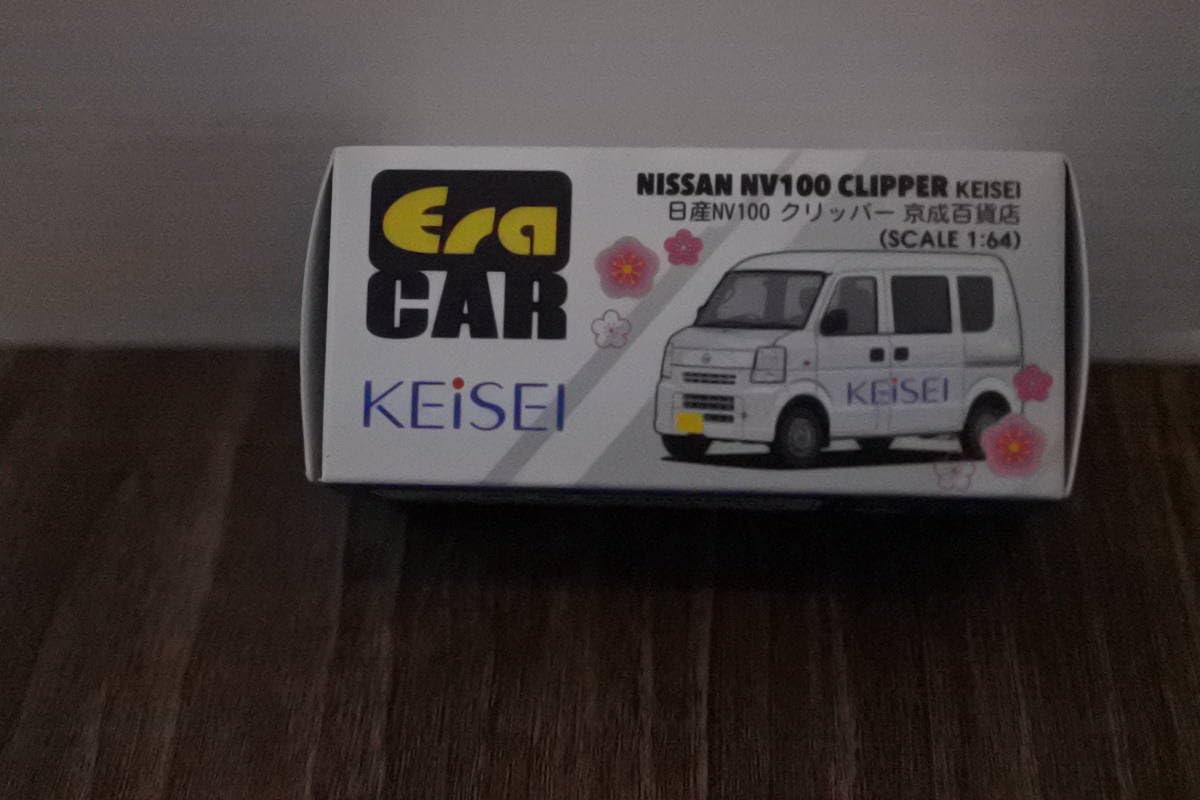 Era
CAR
KEiSEI
NISSAN NV100 CLIPPER KEISEI
日産NV100 クリッパー 京成百貨店
(SCALE 1:64)
KEiSEI